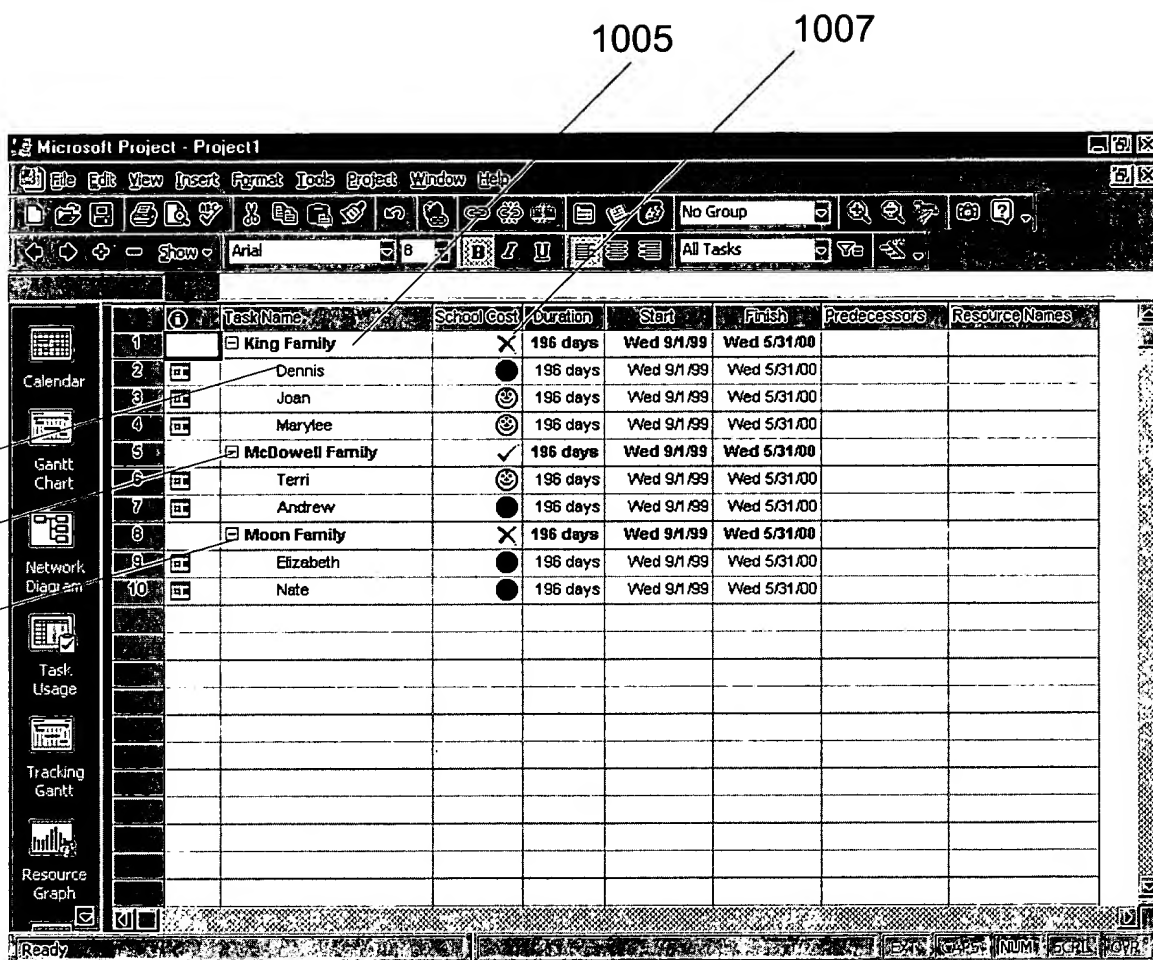 1005 1007
Microsoft Project - Project1
File Edit View Insert Format Tools Project Window Help
No Group
Show Arial 8 B I U All Tasks
Task Name School Cost Duration Start Finish Predecessors Resource Names
1 King Family 196 days Wed 9/1/99 Wed 5/31/00
2 Dennis 196 days Wed 9/1/99 Wed 5/31/00
3 Joan 196 days Wed 9/1/99 Wed 5/31/00
4 Marylee 196 days Wed 9/1/99 Wed 5/31/00
5 McDowell Family 196 days Wed 9/1/99 Wed 5/31/00
6 Terri 196 days Wed 9/1/99 Wed 5/31/00
7 Andrew 196 days Wed 9/1/99 Wed 5/31/00
8 Moon Family 196 days Wed 9/1/99 Wed 5/31/00
9 Elizabeth 196 days Wed 9/1/99 Wed 5/31/00
10 Nate 196 days Wed 9/1/99 Wed 5/31/00
Calendar
Gantt
Chart
Network
Diagram
Task
Usage
Tracking
Gantt
Resource
Graph
Ready EXT CAPS NUM SCRL OVR